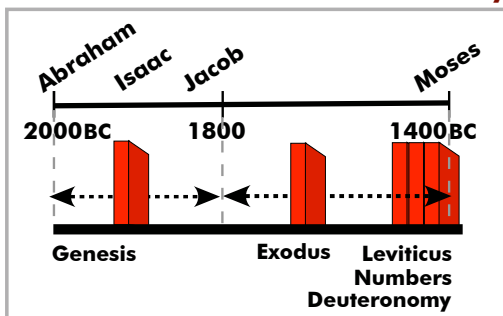 Abraham
Isaac
Jacob
Moses
2000BC
1800
1400BC
Genesis
Exodus
Leviticus
Numbers
Deuteronomy